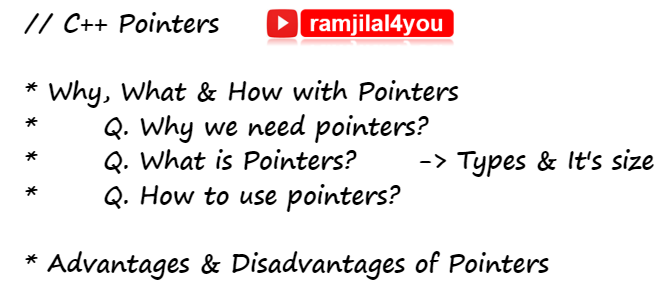 // C++ Pointers ramjilal4you
* Why, What & How with Pointers
* Q. Why we need pointers?
* Q. What is Pointers? -> Types & It's size
* Q. How to use pointers?
* Advantages & Disadvantages of Pointers